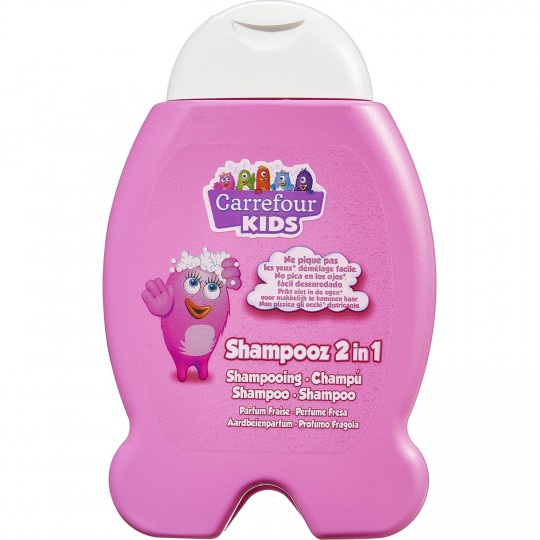 Carrefour
KIDS
Ne pique pas
les yeux* démêlage facile
No pica en los ojos*
fácil desenredado
Prikt niet in de ogen*
voor makkelijk te kammen haar
Non pizzica gli occhi* districante
Shampooz 2 in 1
Shampooing · Champú
Shampoo · Shampoo
Parfum Fraise · Perfume Fresa
Aardbeienparfum · Profumo Fragola